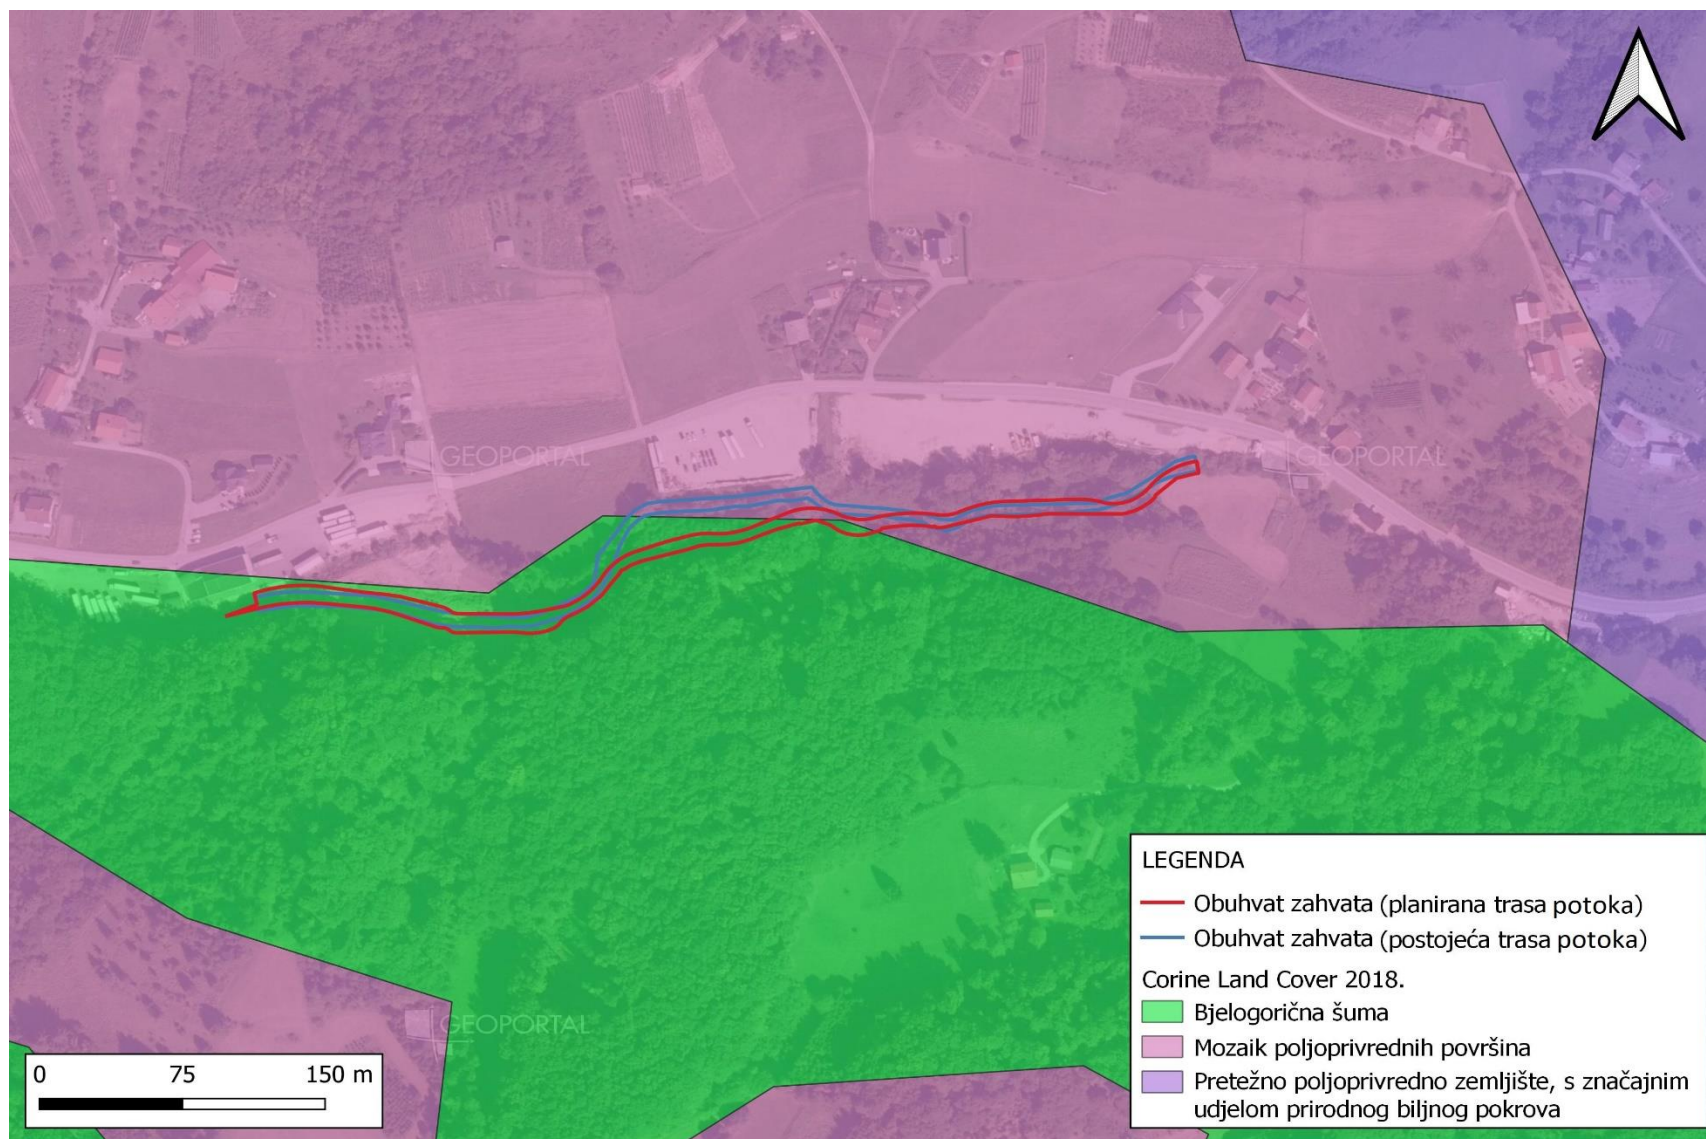 GEOPORTAL
GEOPORTAL
GEOPORTAL
LEGENDA
Obuhvat zahvata (planirana trasa potoka)
Obuhvat zahvata (postojeća trasa potoka)
Corine Land Cover 2018.
Bjelogorična šuma
Mozaik poljoprivrednih površina
Pretežno poljoprivredno zemljište, s značajnim
udjelom prirodnog biljnog pokrova
0 75 150 m